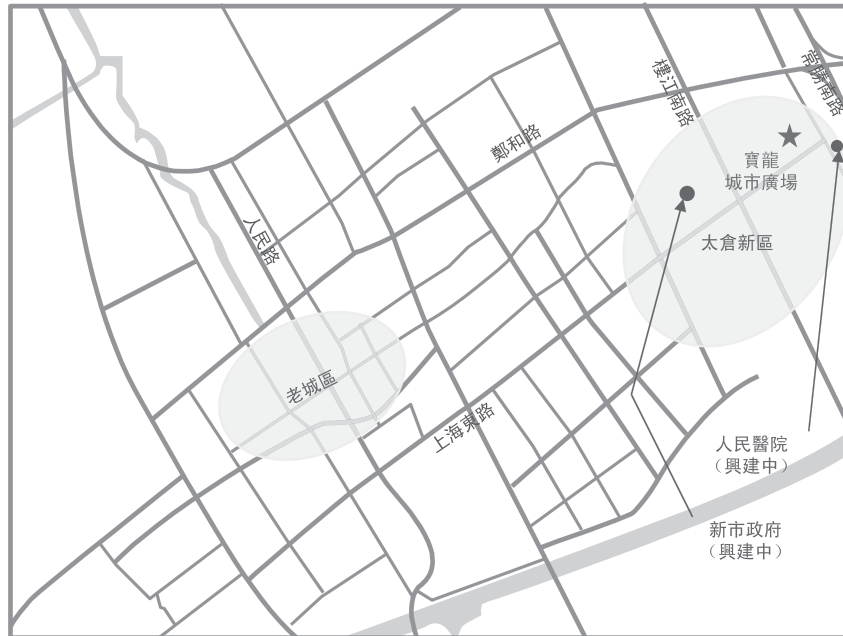 樓江南路
常勝南路
鄭和路
寶龍
城市廣場
人民路
太倉新區
老城區
上海東路
人民醫院
（興建中）
新市政府
（興建中）